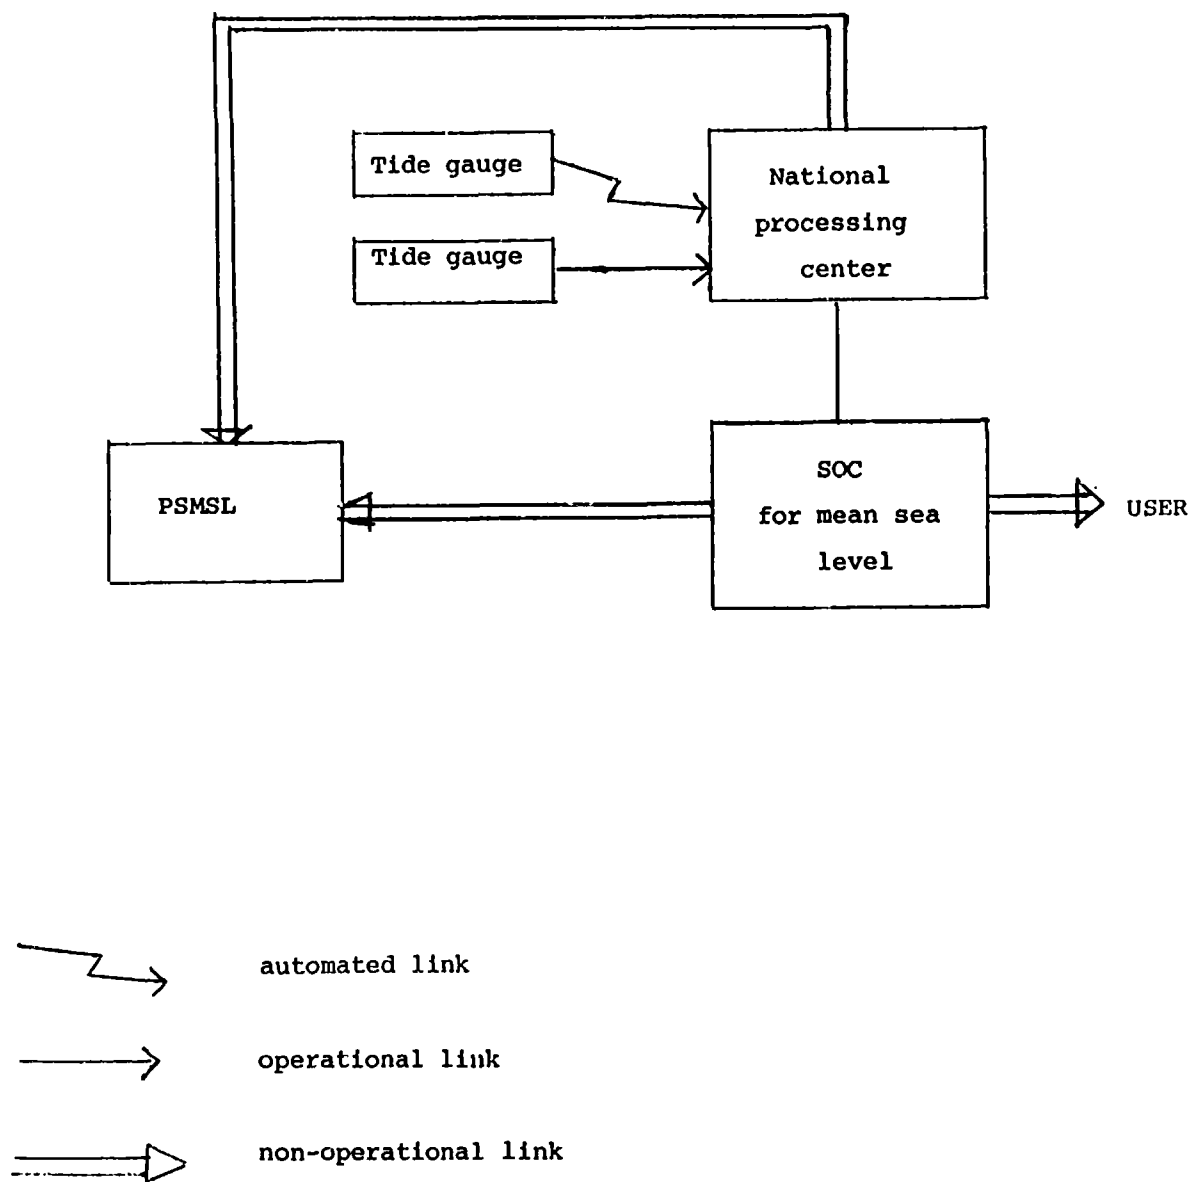 Tide gauge
National
processing
center
Tide gauge
PSMSL
SOC
for mean sea
level
USER
automated link
operational link
non-operational link